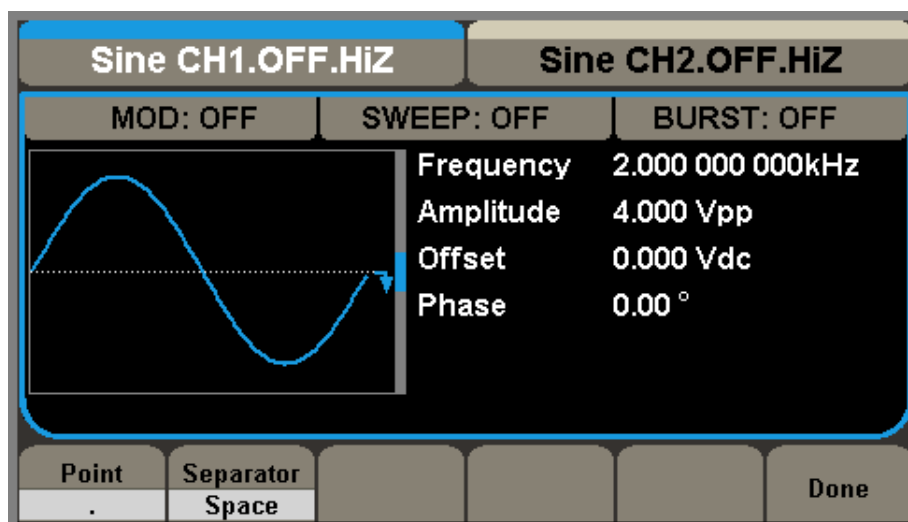 Sine CH1.OFF.HiZ Sine CH2.OFF.HiZ
MOD: OFF SWEEP: OFF BURST: OFF
Frequency 2.000 000 000kHz
Amplitude 4.000 Vpp
Offset 0.000 Vdc
Phase 0.00 °
Point Separator Done
. Space